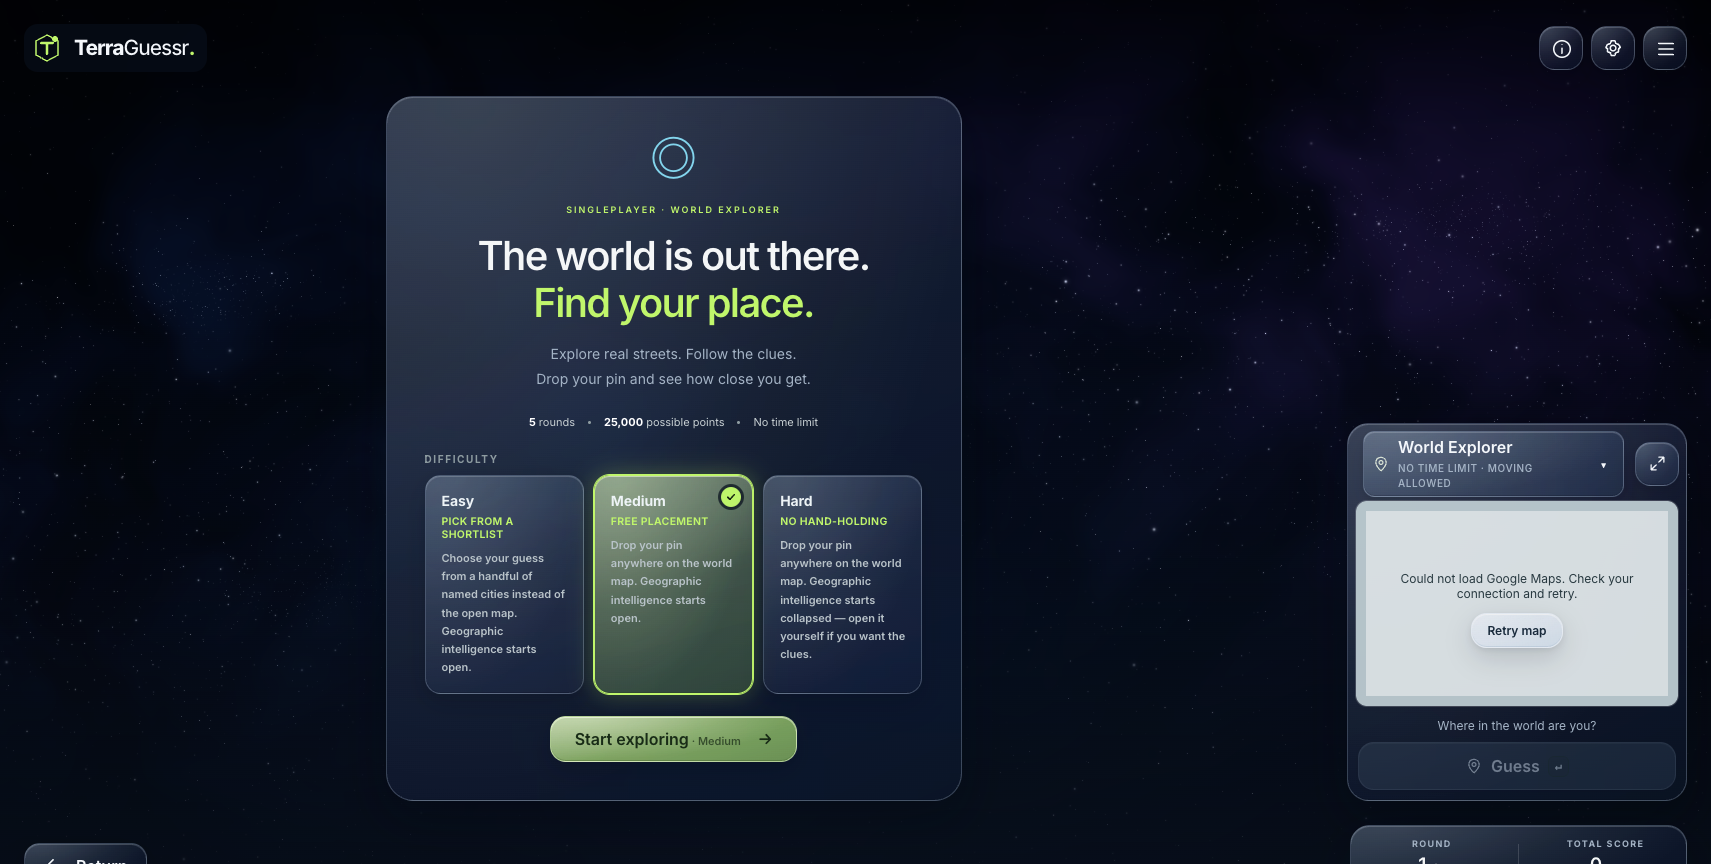 TerraGuessr.
SINGLEPLAYER · WORLD EXPLORER
The world is out there.
Find your place.
Explore real streets. Follow the clues.
Drop your pin and see how close you get.
5 rounds • 25,000 possible points • No time limit
DIFFICULTY
Easy
PICK FROM A
SHORTLIST
Choose your guess
from a handful of
named cities instead of
the open map.
Geographic
intelligence starts
open.
Medium
FREE PLACEMENT
Drop your pin
anywhere on the world
map. Geographic
intelligence starts
open.
Hard
NO HAND-HOLDING
Drop your pin
anywhere on the world
map. Geographic
intelligence starts
collapsed — open it
yourself if you want the
clues.
Start exploring · Medium →
World Explorer
NO TIME LIMIT · MOVING
ALLOWED
Could not load Google Maps. Check your
connection and retry.
Retry map
Where in the world are you?
Guess ↵
Return
ROUND
TOTAL SCORE
1
0